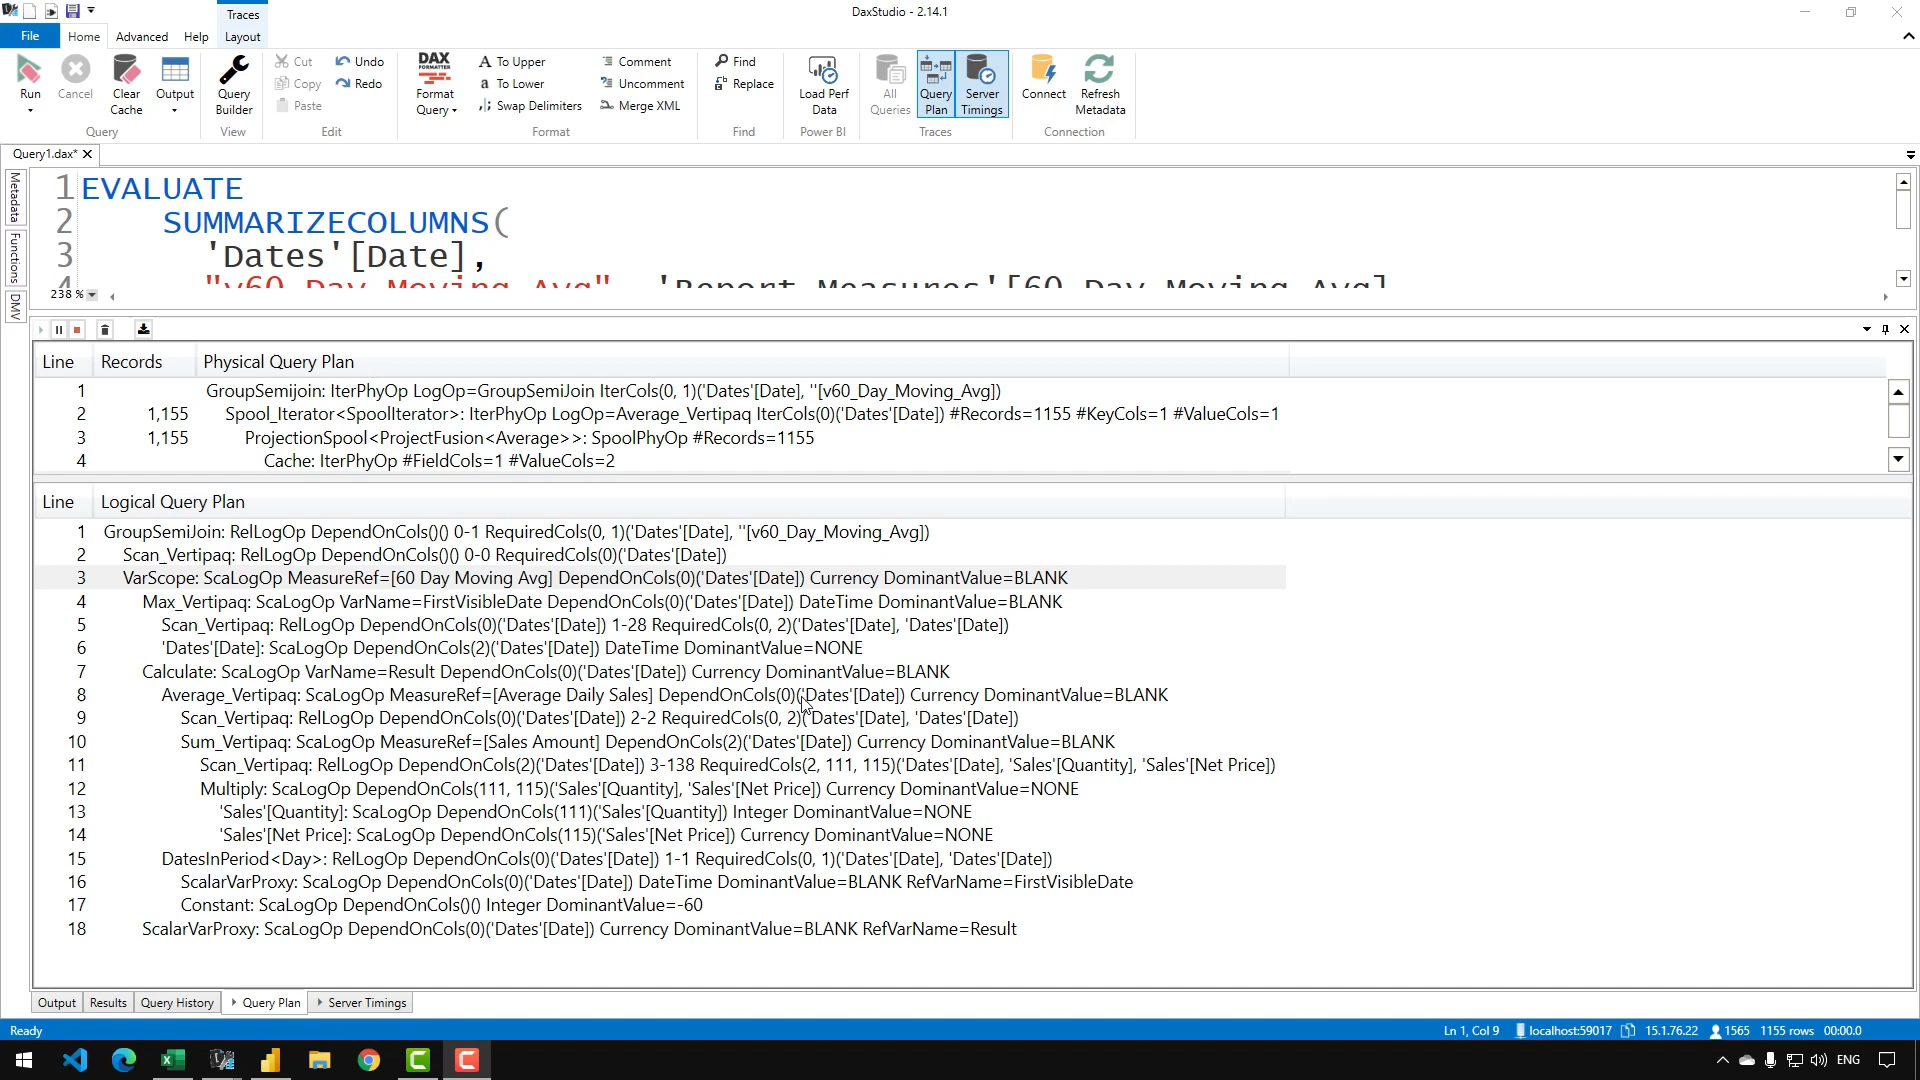 DaxStudio - 2.14.1
Traces
File Home Advanced Help Layout
Run
Cancel
Clear Cache
Output
Query Builder
Cut
Copy
Paste
Undo
Redo
DAX FORMATTER
Format Query
To Upper
To Lower
Swap Delimiters
Comment
Uncomment
Merge XML
Find
Replace
Load Perf Data
All Queries
Query Plan
Server Timings
Connect
Refresh Metadata
Query View Edit Format Find Power BI Traces Connection
Query1.dax*
Metadata
Functions
DMV
1 EVALUATE
2 SUMMARIZECOLUMNS(
3 'Dates'[Date],
4 "v60_Day_Moving_Avg", 'Report Measures'[60 Day Moving Avg]
238 %
Line Records Physical Query Plan
1 GroupSemijoin: IterPhyOp LogOp=GroupSemiJoin IterCols(0, 1)('Dates'[Date], ''[v60_Day_Moving_Avg])
2 1,155 Spool_Iterator<SpoolIterator>: IterPhyOp LogOp=Average_Vertipaq IterCols(0)('Dates'[Date]) #Records=1155 #KeyCols=1 #ValueCols=1
3 1,155 ProjectionSpool<ProjectFusion<Average>>: SpoolPhyOp #Records=1155
4 Cache: IterPhyOp #FieldCols=1 #ValueCols=2
Line Logical Query Plan
1 GroupSemiJoin: RelLogOp DependOnCols()() 0-1 RequiredCols(0, 1)('Dates'[Date], ''[v60_Day_Moving_Avg])
2 Scan_Vertipaq: RelLogOp DependOnCols()() 0-0 RequiredCols(0)('Dates'[Date])
3 VarScope: ScaLogOp MeasureRef=[60 Day Moving Avg] DependOnCols(0)('Dates'[Date]) Currency DominantValue=BLANK
4 Max_Vertipaq: ScaLogOp VarName=FirstVisibleDate DependOnCols(0)('Dates'[Date]) DateTime DominantValue=BLANK
5 Scan_Vertipaq: RelLogOp DependOnCols(0)('Dates'[Date]) 1-28 RequiredCols(0, 2)('Dates'[Date], 'Dates'[Date])
6 'Dates'[Date]: ScaLogOp DependOnCols(2)('Dates'[Date]) DateTime DominantValue=NONE
7 Calculate: ScaLogOp VarName=Result DependOnCols(0)('Dates'[Date]) Currency DominantValue=BLANK
8 Average_Vertipaq: ScaLogOp MeasureRef=[Average Daily Sales] DependOnCols(0)('Dates'[Date]) Currency DominantValue=BLANK
9 Scan_Vertipaq: RelLogOp DependOnCols(0)('Dates'[Date]) 2-2 RequiredCols(0, 2)('Dates'[Date], 'Dates'[Date])
10 Sum_Vertipaq: ScaLogOp MeasureRef=[Sales Amount] DependOnCols(2)('Dates'[Date]) Currency DominantValue=BLANK
11 Scan_Vertipaq: RelLogOp DependOnCols(2)('Dates'[Date]) 3-138 RequiredCols(2, 111, 115)('Dates'[Date], 'Sales'[Quantity], 'Sales'[Net Price])
12 Multiply: ScaLogOp DependOnCols(111, 115)('Sales'[Quantity], 'Sales'[Net Price]) Currency DominantValue=NONE
13 'Sales'[Quantity]: ScaLogOp DependOnCols(111)('Sales'[Quantity]) Integer DominantValue=NONE
14 'Sales'[Net Price]: ScaLogOp DependOnCols(115)('Sales'[Net Price]) Currency DominantValue=NONE
15 DatesInPeriod<Day>: RelLogOp DependOnCols(0)('Dates'[Date]) 1-1 RequiredCols(0, 1)('Dates'[Date], 'Dates'[Date])
16 ScalarVarProxy: ScaLogOp DependOnCols(0)('Dates'[Date]) DateTime DominantValue=BLANK RefVarName=FirstVisibleDate
17 Constant: ScaLogOp DependOnCols()() Integer DominantValue=-60
18 ScalarVarProxy: ScaLogOp DependOnCols(0)('Dates'[Date]) Currency DominantValue=BLANK RefVarName=Result
Output Results Query History Query Plan Server Timings
Ready Ln 1, Col 9 localhost:59017 15.1.76.22 1565 1155 rows 00:00.0
ENG